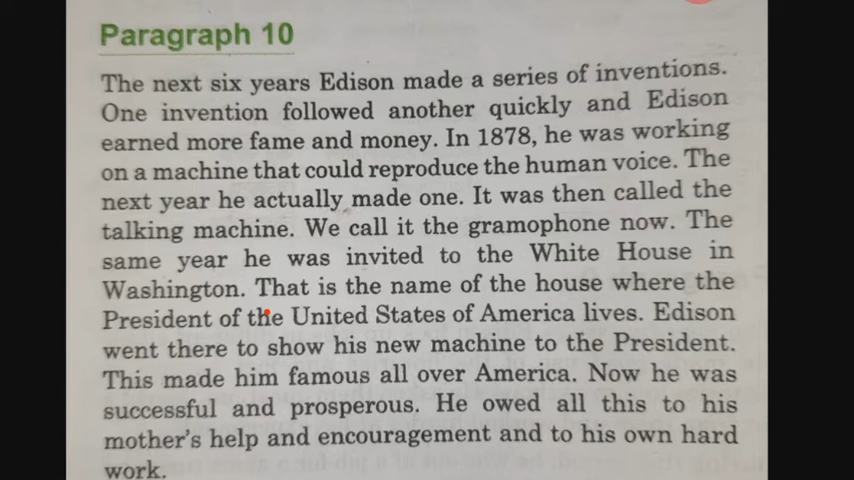 Paragraph 10
The next six years Edison made a series of inventions.
One invention followed another quickly and Edison
earned more fame and money. In 1878, he was working
on a machine that could reproduce the human voice. The
next year he actually made one. It was then called the
talking machine. We call it the gramophone now. The
same year he was invited to the White House in
Washington. That is the name of the house where the
President of the United States of America lives. Edison
went there to show his new machine to the President.
This made him famous all over America. Now he was
successful and prosperous. He owed all this to his
mother's help and encouragement and to his own hard
work.